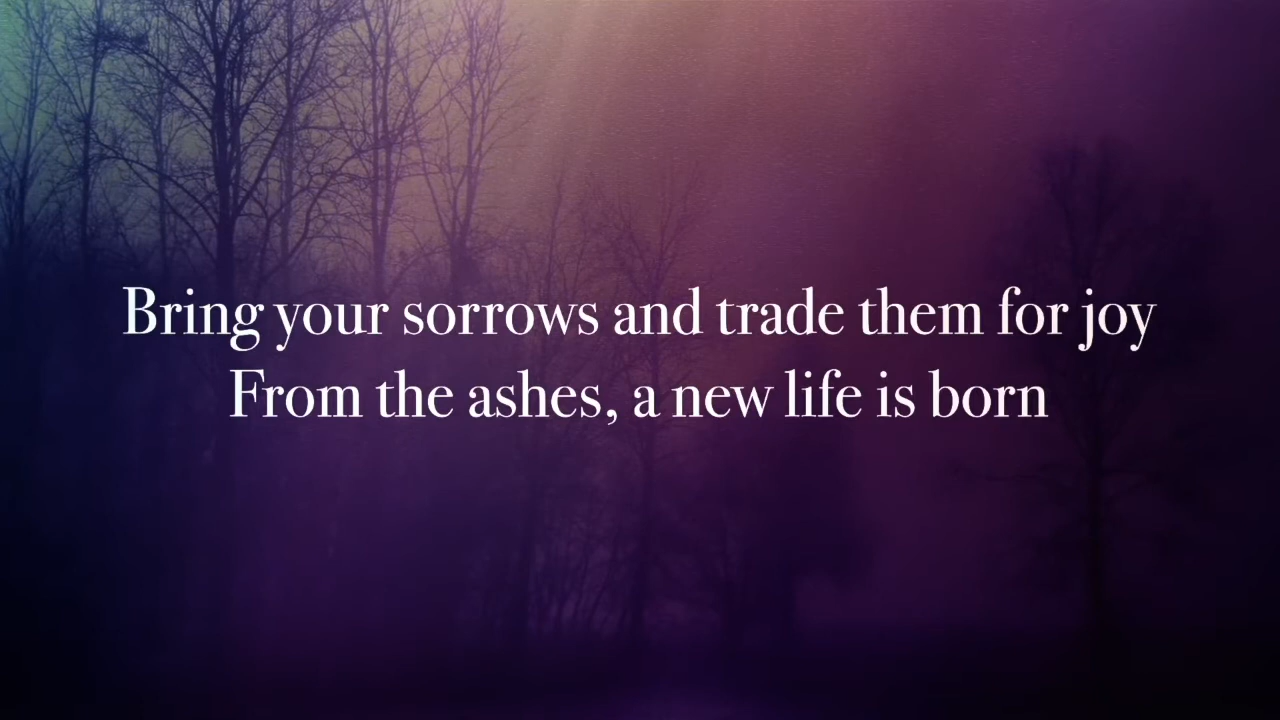 Bring your sorrows and trade them for joy
From the ashes, a new life is born